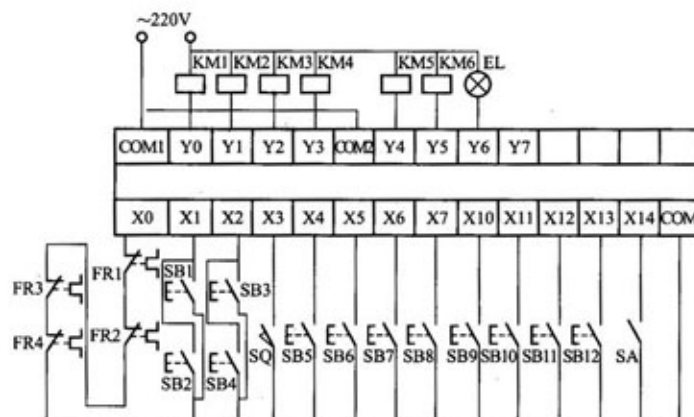 ~220V
KM1 KM2 KM3 KM4 KM5 KM6 EL
COM1 Y0 Y1 Y2 Y3 COM2 Y4 Y5 Y6 Y7
X0 X1 X2 X3 X4 X5 X6 X7 X10 X11 X12 X13 X14 COM
FR3 FR1 SB1 SB3
FR4 FR2 SB2 SB4 SQ SB5 SB6 SB7 SB8 SB9 SB10 SB11 SB12 SA